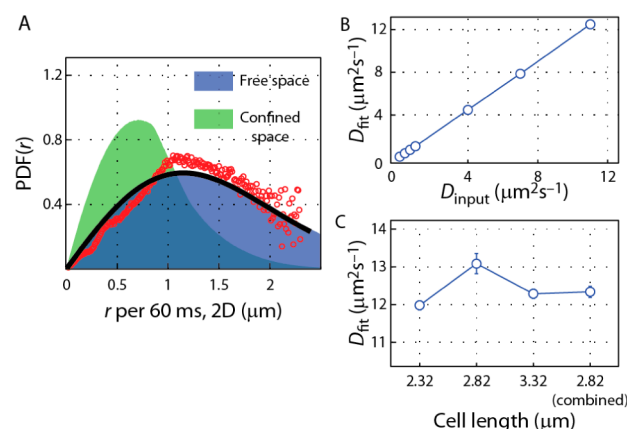 A
PDF(r)
1.2
0.8
0.4
0
0.5
1
1.5
2
r per 60 ms, 2D (μm)
Free space
Confined
space
B
Dfit (μm²s⁻¹)
12
8
4
0
0
4
8
12
Dinput (μm²s⁻¹)
C
Dfit (μm²s⁻¹)
14
13
12
11
2.32
2.82
3.32
2.82
(combined)
Cell length (μm)